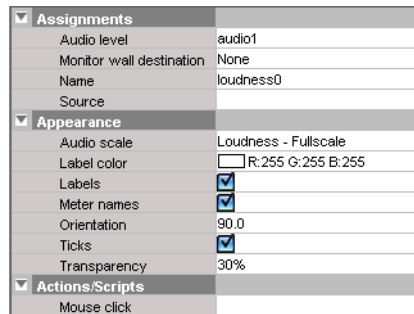 Assignments
Audio level audio1
Monitor wall destination None
Name loudness0
Source
Appearance
Audio scale Loudness - Fullscale
Label color R:255 G:255 B:255
Labels
Meter names
Orientation 90.0
Ticks
Transparency 30%
Actions/Scripts
Mouse click